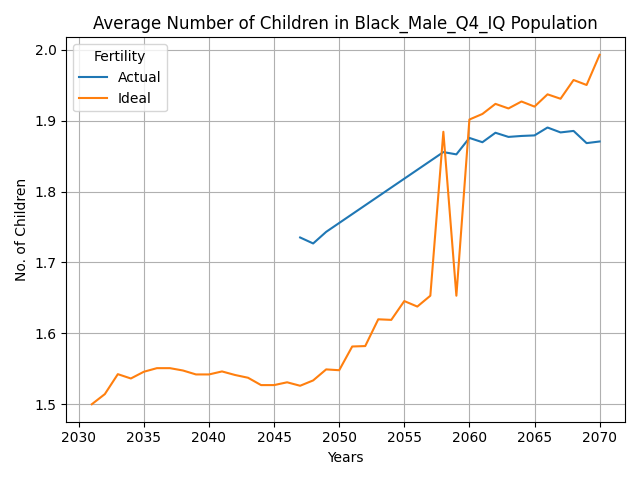 Average Number of Children in Black_Male_Q4_IQ Population
Fertility
Actual
Ideal
No. of Children
2.0
1.9
1.8
1.7
1.6
1.5
2030 2035 2040 2045 2050 2055 2060 2065 2070
Years